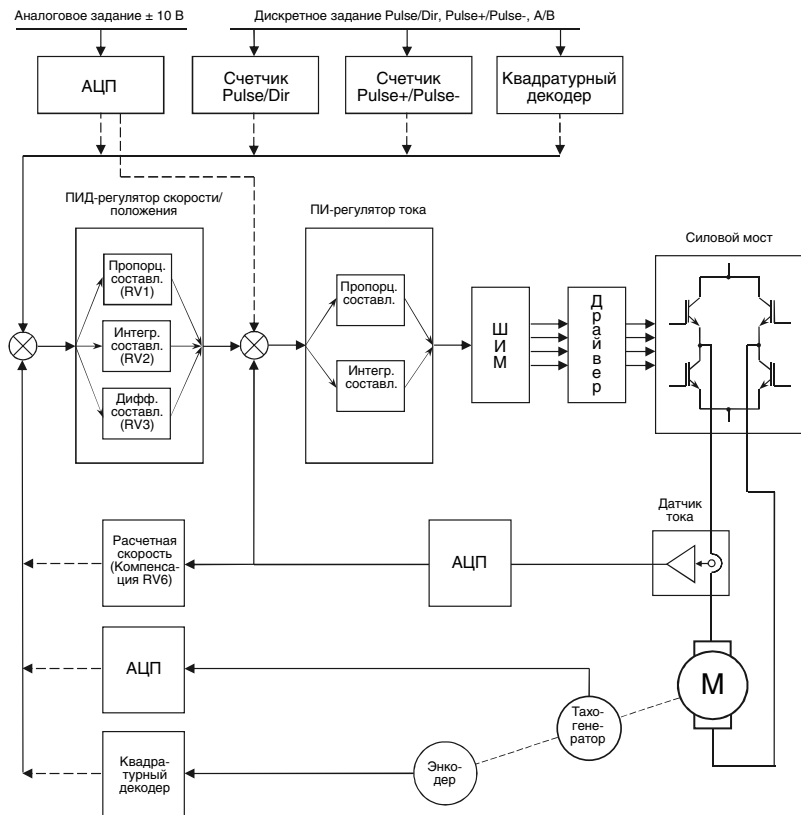 Аналоговое задание ± 10 В
Дискретное задание Pulse/Dir, Pulse+/Pulse-, A/B
АЦП
Счетчик
Pulse/Dir
Счетчик
Pulse+/Pulse-
Квадратурный
декодер
ПИД-регулятор скорости/
положения
ПИ-регулятор тока
Силовой мост
Пропорц.
составл.
(RV1)
Интегр.
составл.
(RV2)
Дифф.
составл.
(RV3)
Пропорц.
составл.
Интегр.
составл.
ШИМ
Драйвер
Датчик
тока
Расчетная
скорость
(Компенса-
ция RV6)
АЦП
АЦП
М
Тахо-
гене-
ратор
Энко-
дер
Квадра-
турный
декодер